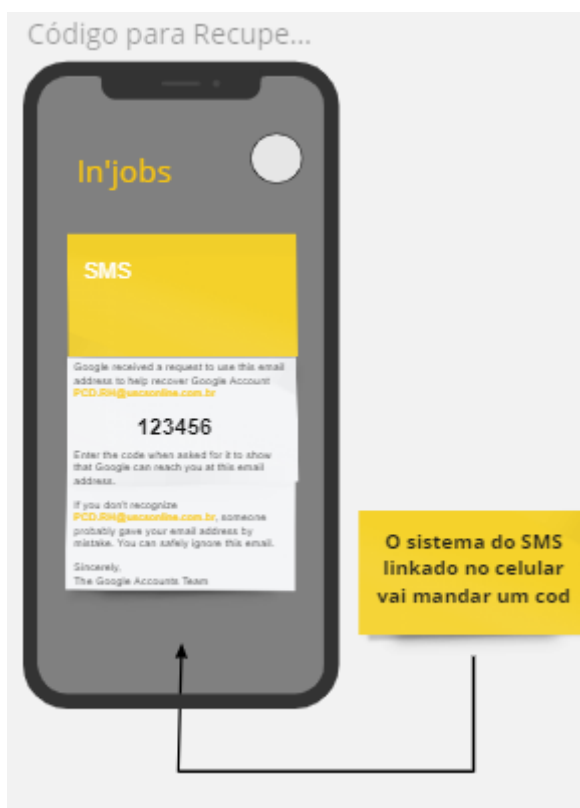 Código para Recupe...
In'jobs
SMS
Google received a request to use this email
address to help recover Google Account
PCD.RH@uscsonline.com.br
123456
Enter the code when asked for it to show
that Google can reach you at this email
address.
If you don't recognize
PCD.RH@uscsonline.com.br, someone
probably gave your email address by
mistake. You can safely ignore this email.
Sincerely,
The Google Accounts Team
O sistema do SMS
linkado no celular
vai mandar um cod